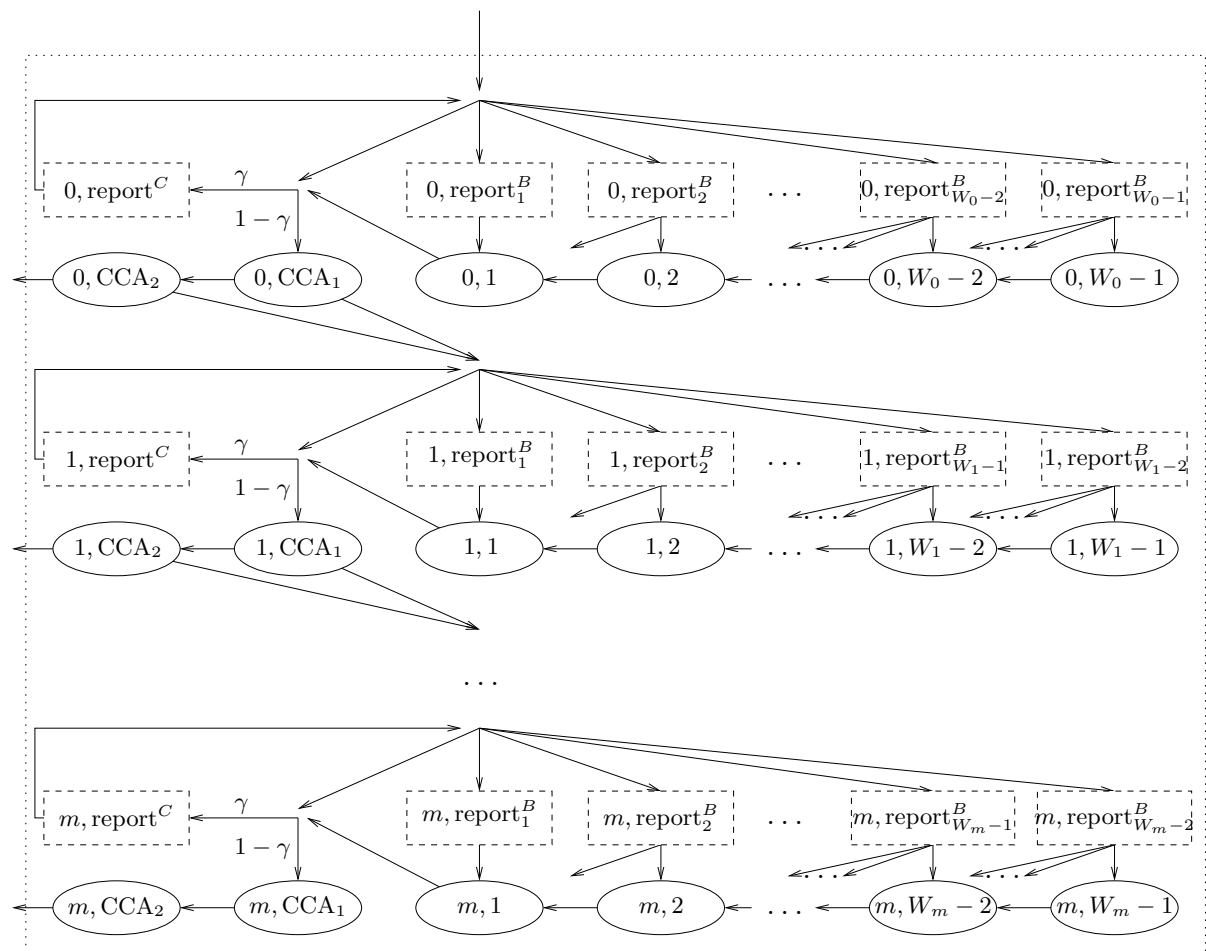 γ
0, report^C
0, report^B_1
0, report^B_2
...
0, report^B_{W_0−2}
0, report^B_{W_0−1}
1 − γ
...
...
0, CCA_2
0, CCA_1
0, 1
0, 2
...
0, W_0 − 2
0, W_0 − 1
γ
1, report^C
1, report^B_1
1, report^B_2
...
1, report^B_{W_1−1}
1, report^B_{W_1−2}
1 − γ
...
...
1, CCA_2
1, CCA_1
1, 1
1, 2
...
1, W_1 − 2
1, W_1 − 1
...
γ
m, report^C
m, report^B_1
m, report^B_2
...
m, report^B_{W_m−1}
m, report^B_{W_m−2}
1 − γ
...
...
m, CCA_2
m, CCA_1
m, 1
m, 2
...
m, W_m − 2
m, W_m − 1